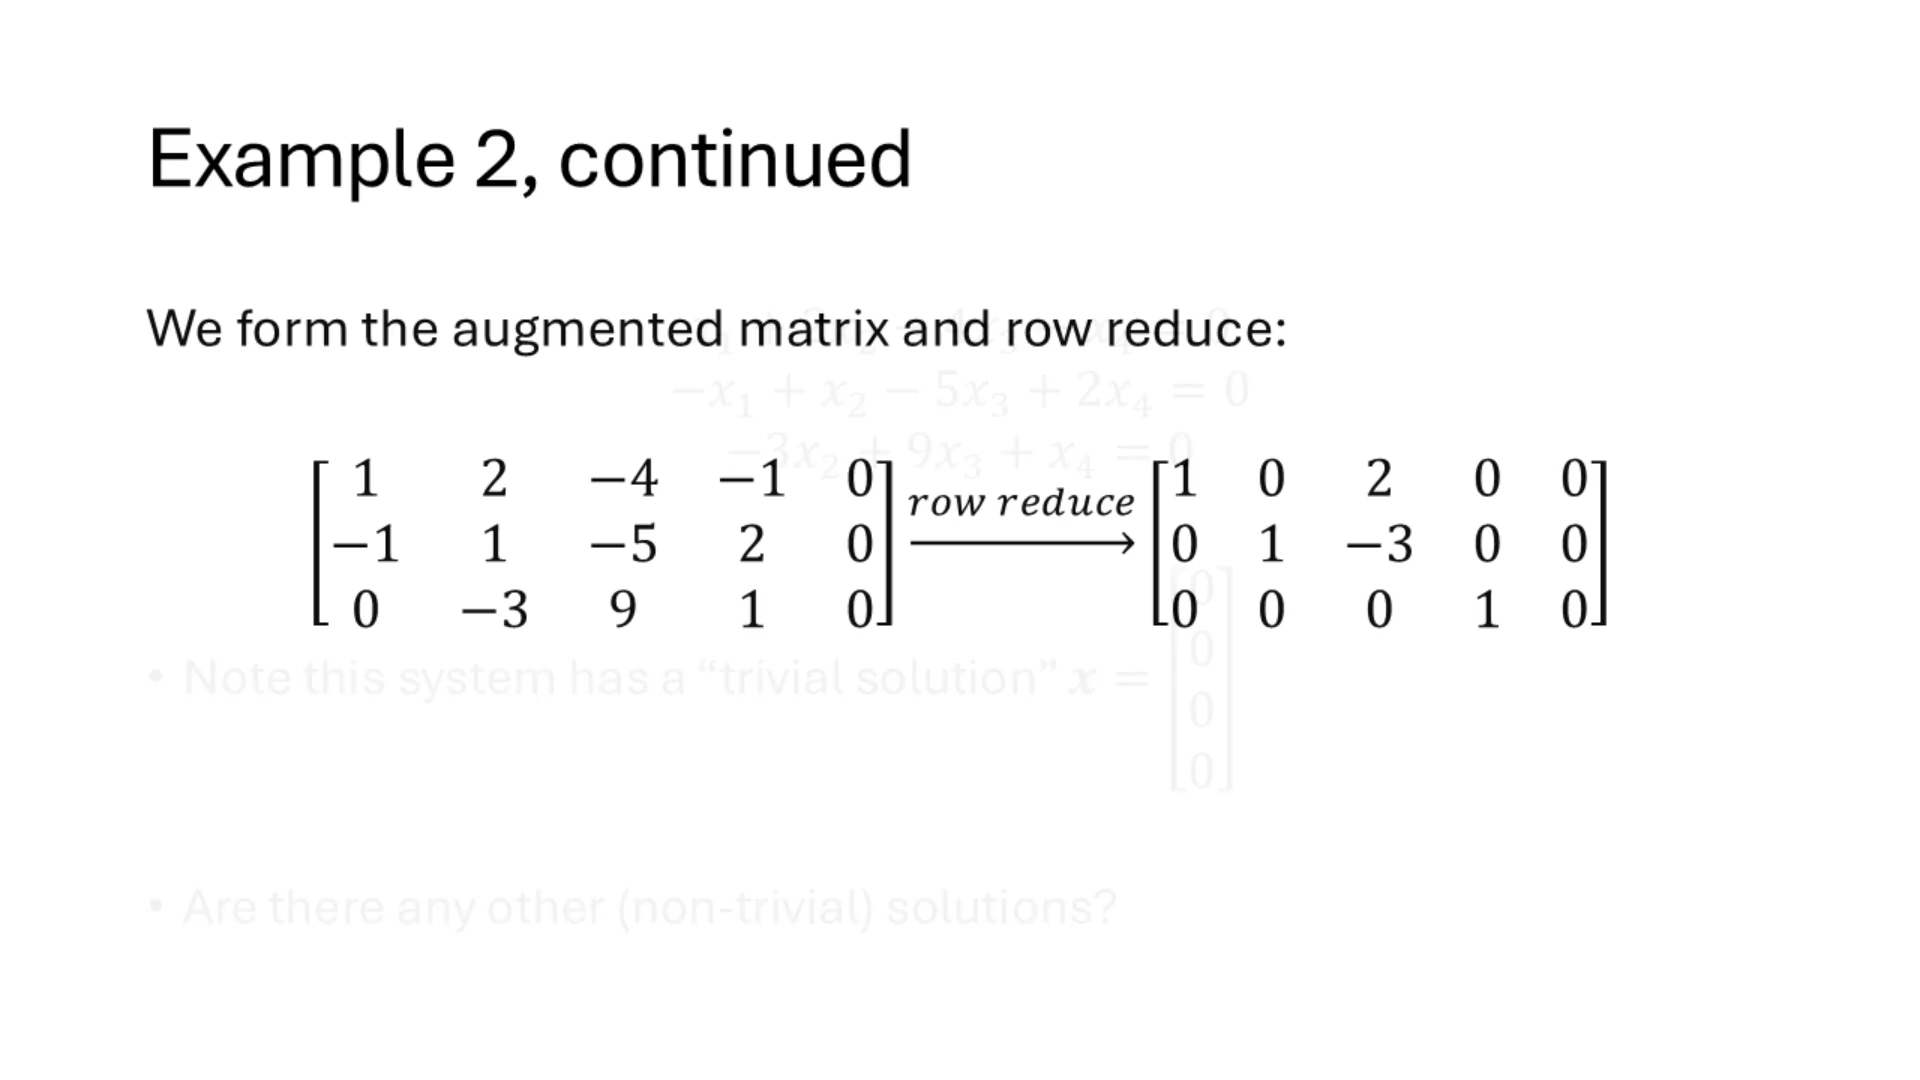 Example 2, continued
We form the augmented matrix and row reduce:
−x₁ + x₂ − 5x₃ + 2x₄ = 0
−3x₂ + 9x₃ + x₄ = 0
[1 2 −4 −1 0] row reduce [1 0 2 0 0]
[−1 1 −5 2 0] → [0 1 −3 0 0]
[0 −3 9 1 0] [0 0 0 1 0]
• Note this system has a “trivial solution” x = [0 0 0 0]
• Are there any other (non-trivial) solutions?